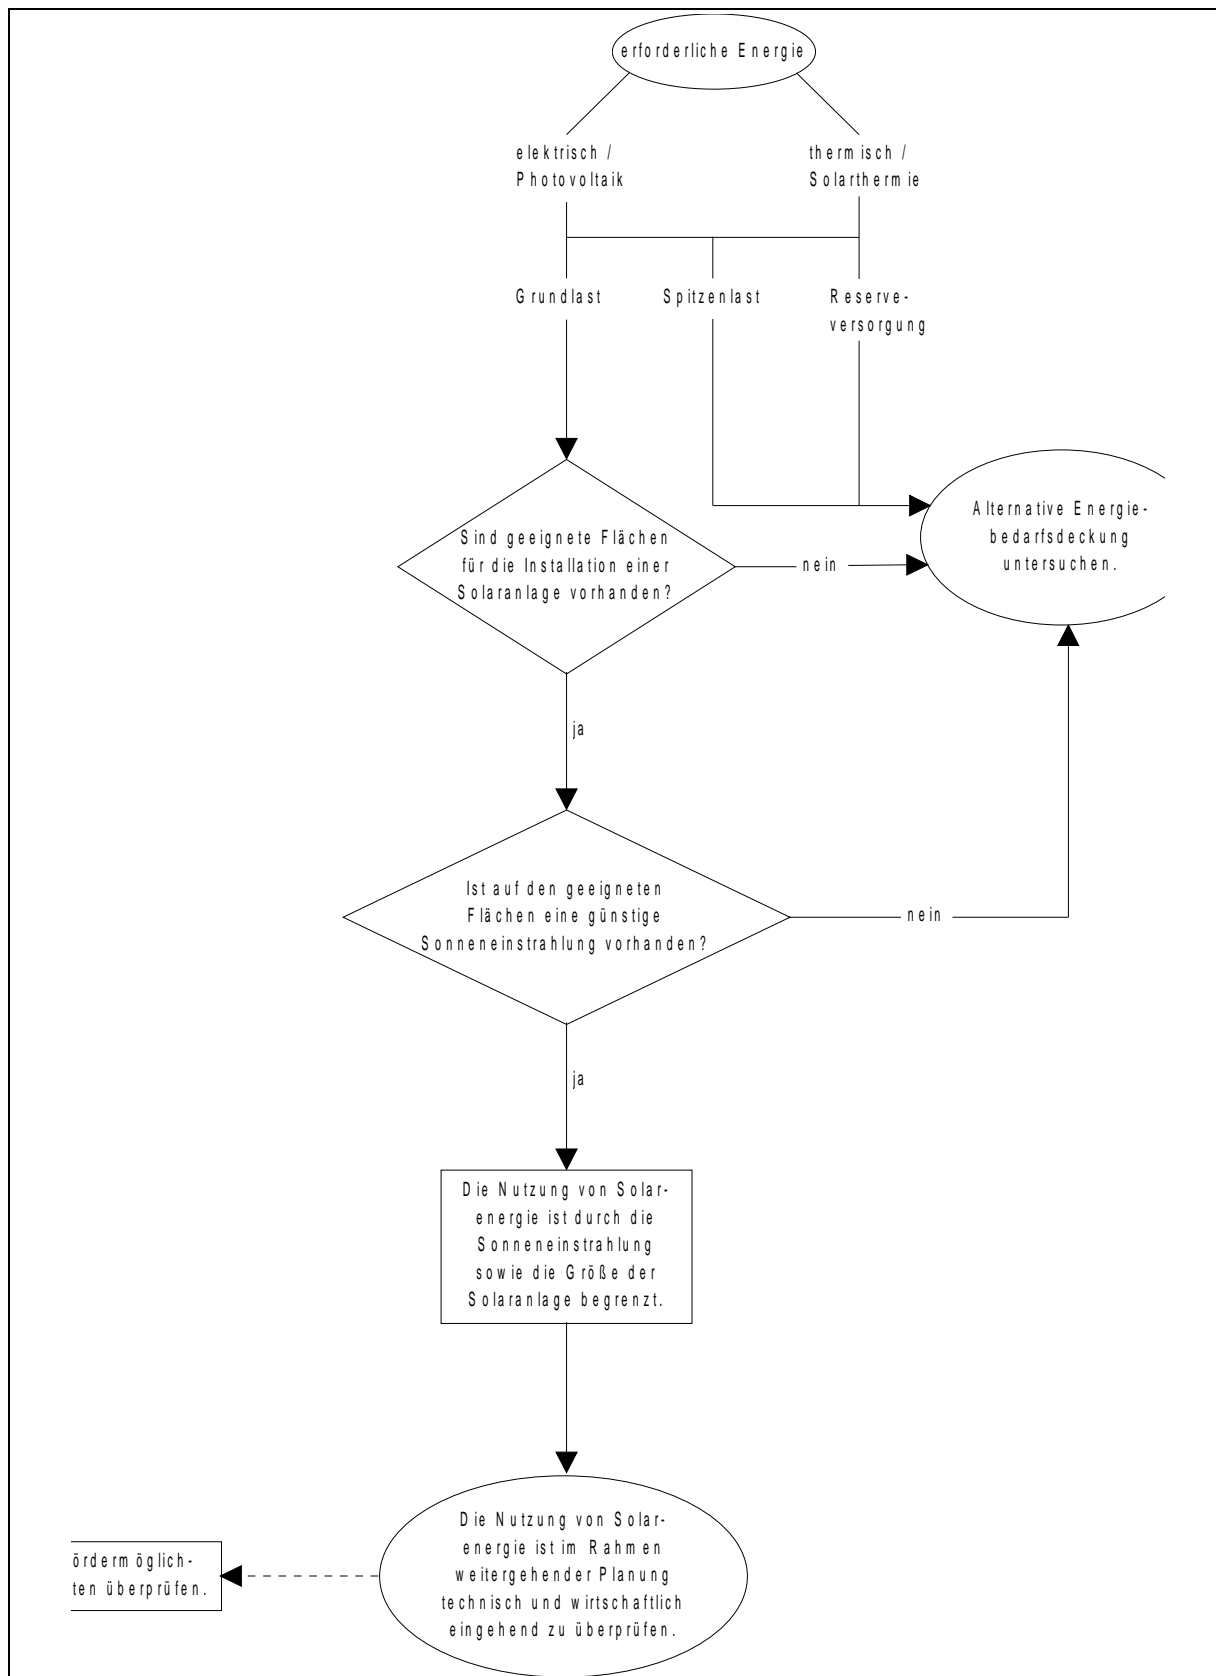 erforderliche Energie
elektrisch /
Photovoltaik
thermisch /
Solarthermie
Grundlast
Spitzenlast
Reserve-
versorgung
Alternative Energie-
bedarfsdeckung
untersuchen.
Sind geeignete Flächen
für die Installation einer
Solaranlage vorhanden?
nein
ja
Ist auf den geeigneten
Flächen eine günstige
Sonneneinstrahlung vorhanden?
nein
ja
Die Nutzung von Solar-
energie ist durch die
Sonneneinstrahlung
sowie die Größe der
Solaranlage begrenzt.
Die Nutzung von Solar-
energie ist im Rahmen
weitergehender Planung
technisch und wirtschaftlich
eingehend zu überprüfen.
ördermöglich-
ten überprüfen.